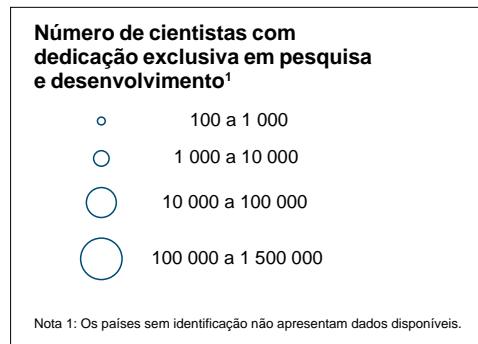 Número de cientistas com
dedicação exclusiva em pesquisa
e desenvolvimento¹
100 a 1 000
1 000 a 10 000
10 000 a 100 000
100 000 a 1 500 000
Nota 1: Os países sem identificação não apresentam dados disponíveis.